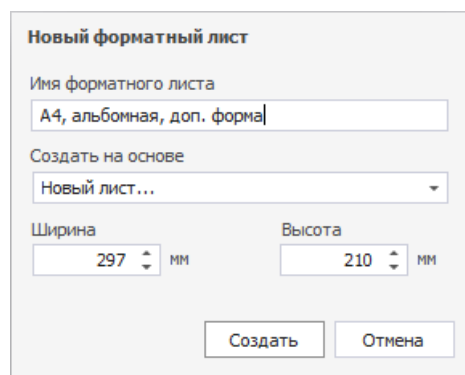 Новый форматный лист
Имя форматного листа
А4, альбомная, доп. форма
Создать на основе
Новый лист...
Ширина Высота
297 мм 210 мм
Создать Отмена